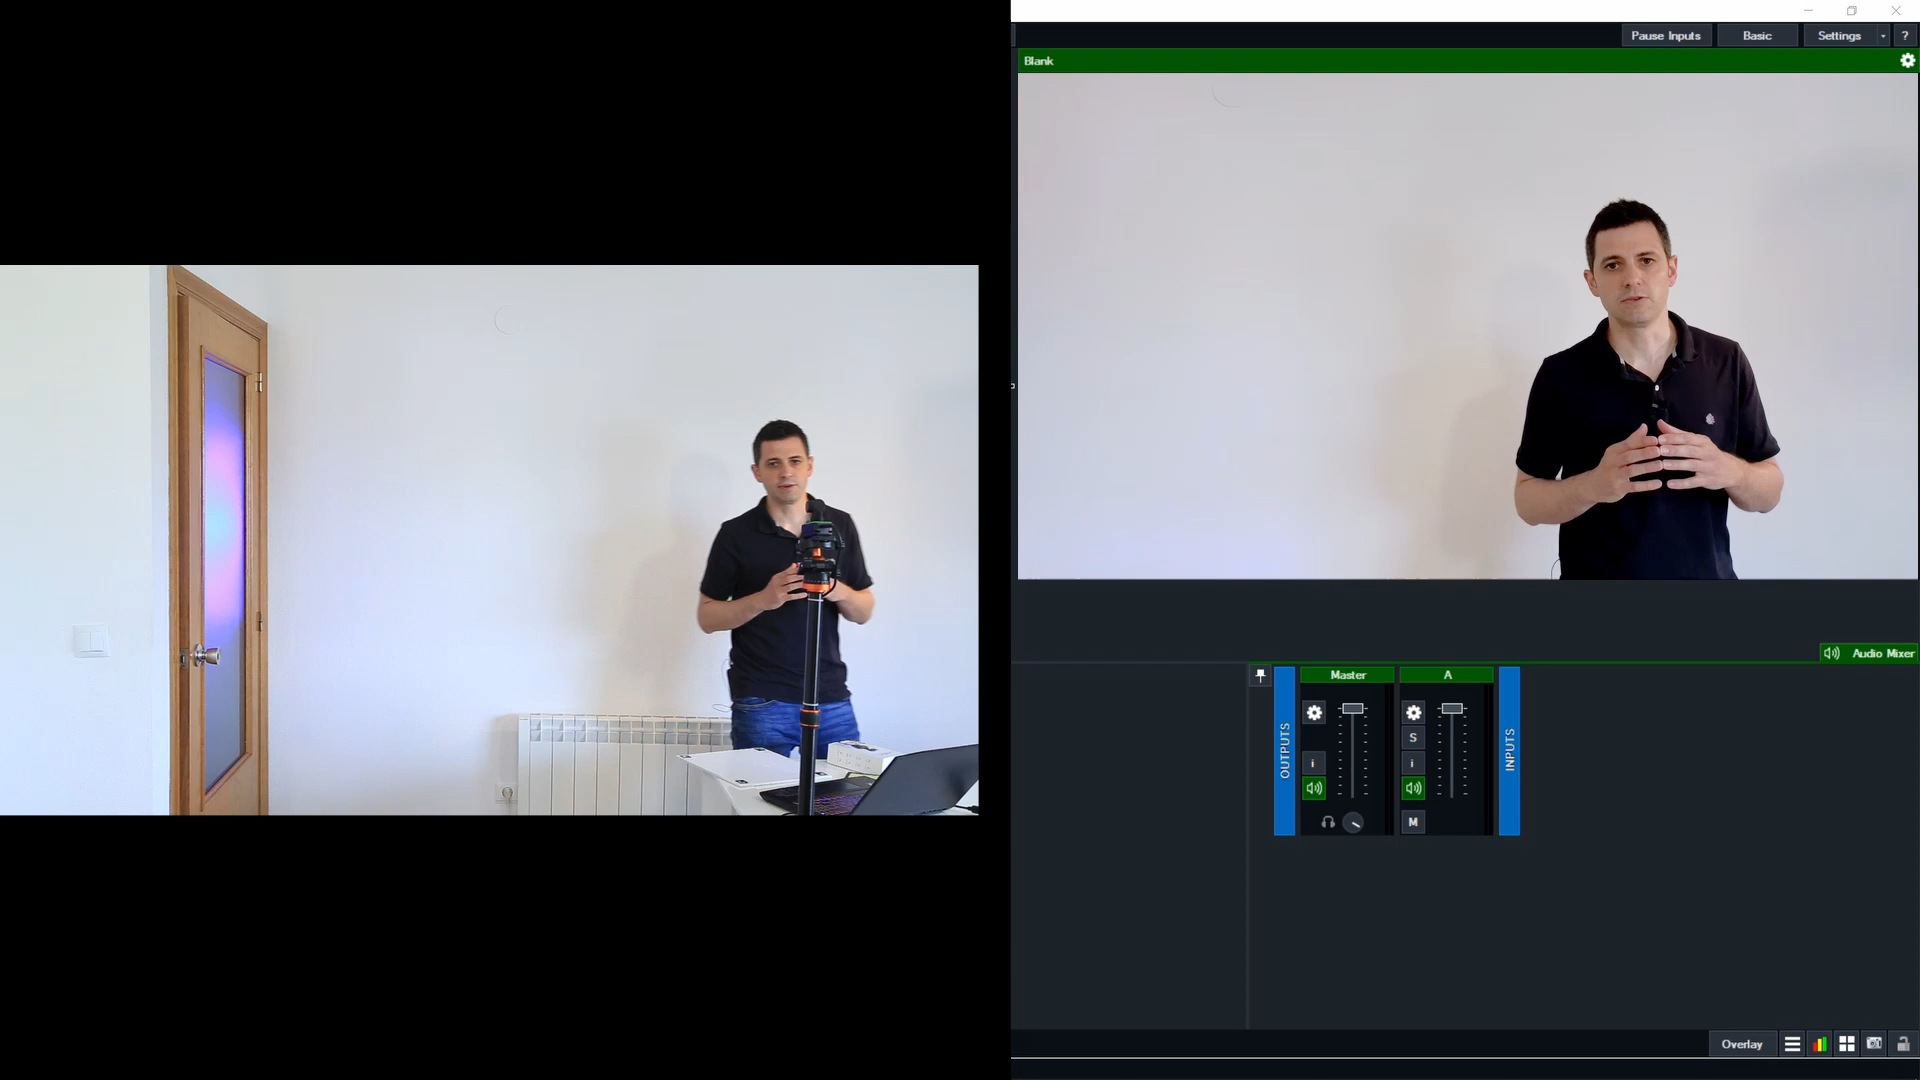 Pause Inputs Basic Settings ?
Blank
Audio Mixer
Master A
OUTPUTS
INPUTS
S
i i
M
Overlay